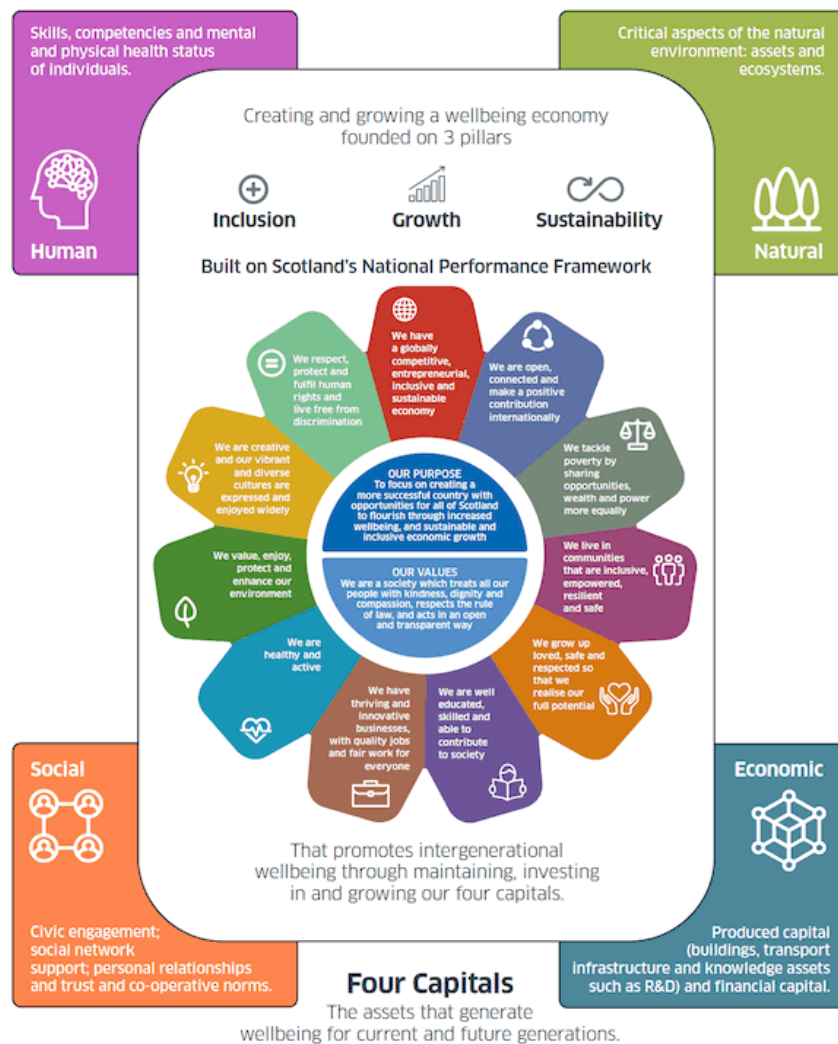 Skills, competencies and mental
and physical health status
of individuals.
Human
Critical aspects of the natural
environment: assets and
ecosystems.
Natural
Creating and growing a wellbeing economy
founded on 3 pillars
Inclusion
Growth
Sustainability
Built on Scotland's National Performance Framework
We have
a globally
competitive,
entrepreneurial,
inclusive and
sustainable
economy
We are open,
connected and
make a positive
contribution
internationally
We tackle
poverty by
sharing
opportunities,
wealth and power
more equally
We live in
communities
that are inclusive,
empowered,
resilient
and safe
We grow up
loved, safe and
respected so
that we
realise our
full potential
We are well
educated,
skilled and
able to
contribute
to society
We have
thriving and
innovative
businesses,
with quality jobs
and fair work for
everyone
We are
healthy and
active
We value, enjoy,
protect and
enhance our
environment
We are creative
and our vibrant
and diverse
cultures are
expressed and
enjoyed widely
We respect,
protect and
fulfil human
rights and
live free from
discrimination
OUR PURPOSE
To focus on creating a
more successful country with
opportunities for all of Scotland
to flourish through increased
wellbeing, and sustainable and
inclusive economic growth
OUR VALUES
We are a society which treats all our
people with kindness, dignity and
compassion, respects the rule
of law, and acts in an open
and transparent way
That promotes intergenerational
wellbeing through maintaining, investing
in and growing our four capitals.
Social
Civic engagement;
social network
support; personal relationships
and trust and co-operative norms.
Economic
Produced capital
(buildings, transport
infrastructure and knowledge assets
such as R&D) and financial capital.
Four Capitals
The assets that generate
wellbeing for current and future generations.